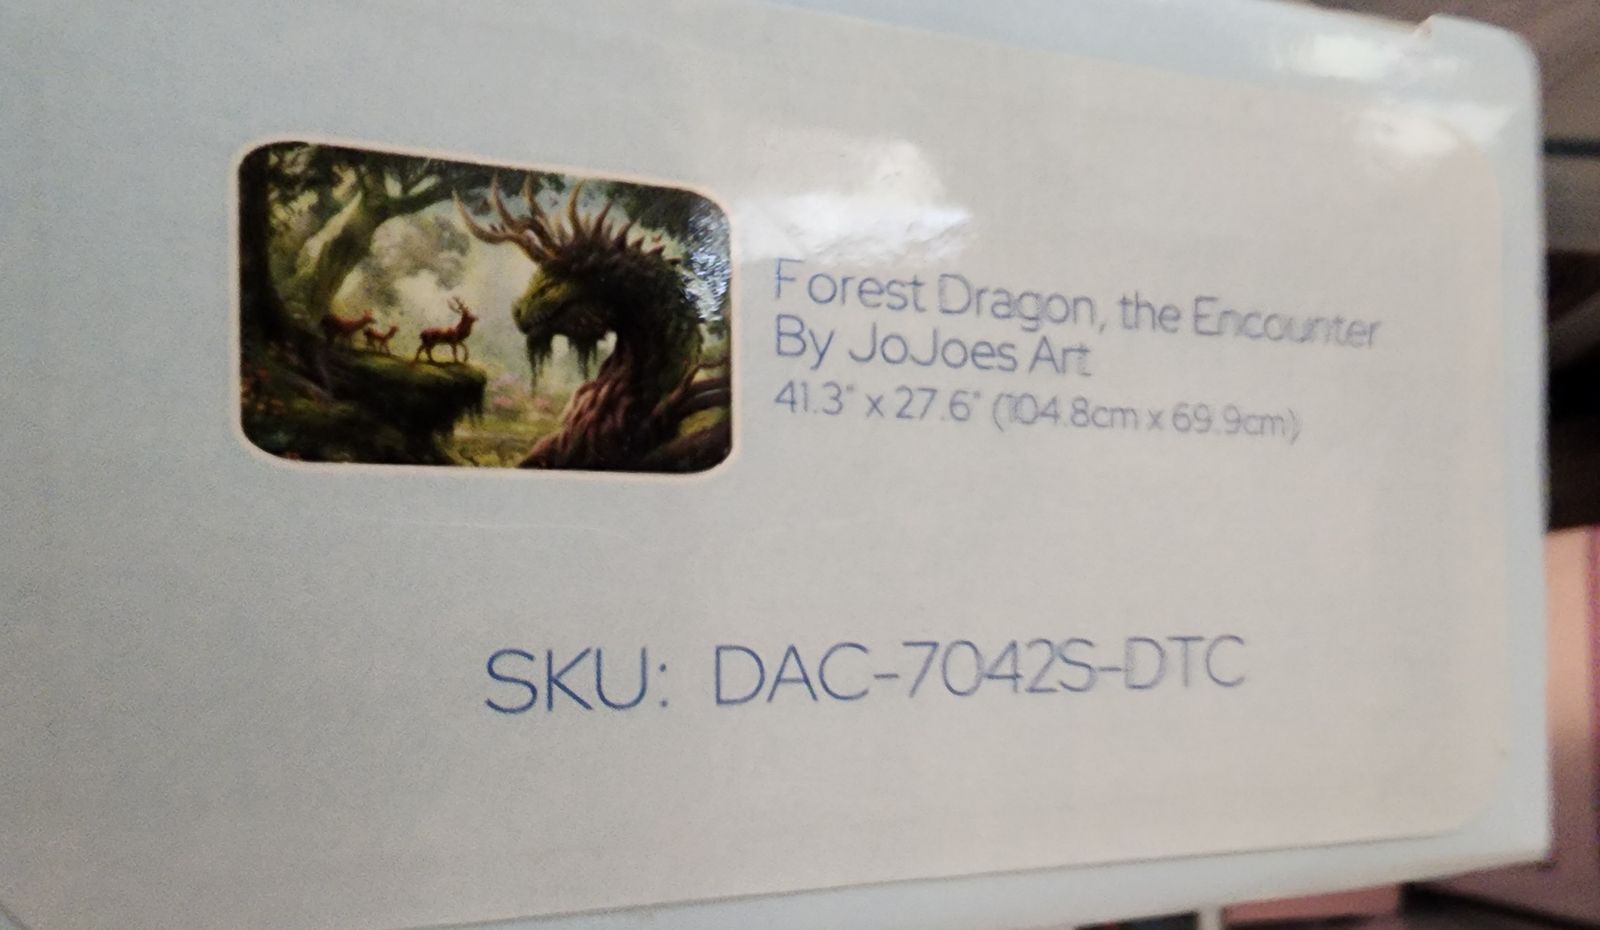 Forest Dragon, the Encounter
By JoJoes Art
41.3" x 27.6" (104.8cm x 69.9cm)
SKU: DAC-7042S-DTC